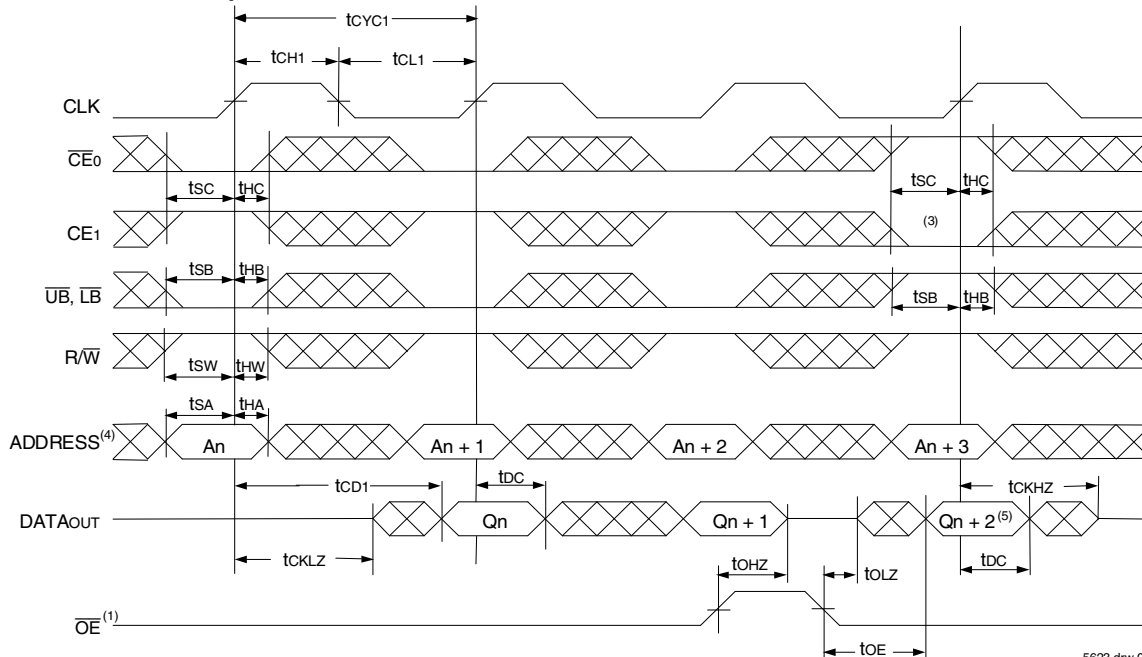 tCYC1
tCH1 tCL1
CLK
CE0
tSC tHC tSC tHC
CE1 (3)
tSB tHB
UB, LB tSB tHB
R/W
tSW tHW
tSA tHA
ADDRESS(4) An An + 1 An + 2 An + 3
tCD1 tDC tCKHZ
DATAOUT Qn Qn + 1 Qn + 2(5)
tCKLZ tOHZ tOLZ tDC
OE(1)
tOE